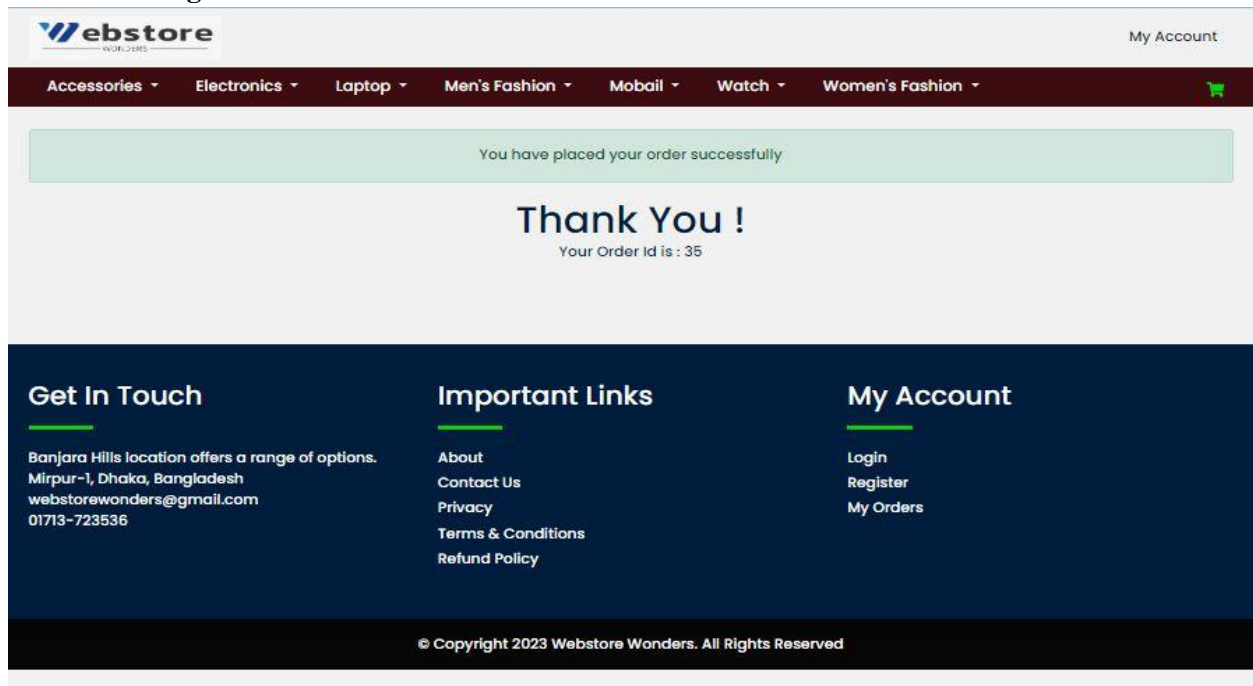 Webstore
WONDERS
My Account
Accessories Electronics Laptop Men's Fashion Mobail Watch Women's Fashion
You have placed your order successfully
Thank You !
Your Order Id is : 35
Get In Touch
Banjara Hills location offers a range of options.
Mirpur-1, Dhaka, Bangladesh
webstorewonders@gmail.com
01713-723536
Important Links
About
Contact Us
Privacy
Terms & Conditions
Refund Policy
My Account
Login
Register
My Orders
© Copyright 2023 Webstore Wonders. All Rights Reserved